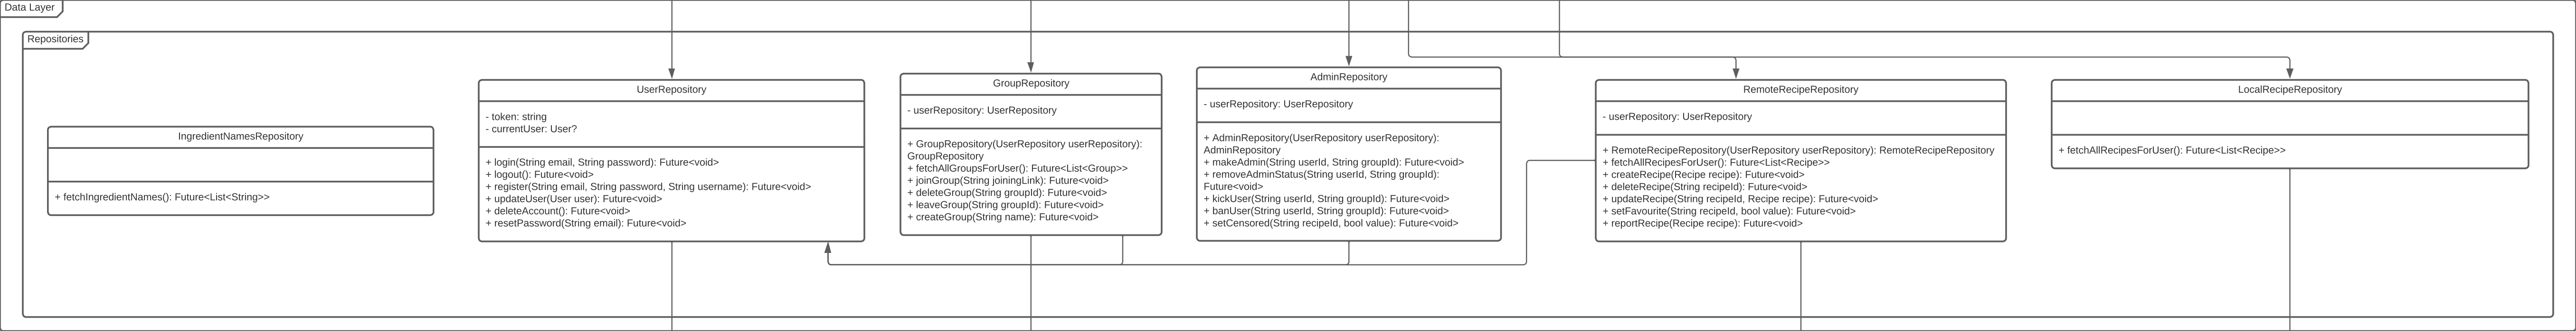 Data Layer
Repositories
IngredientNamesRepository
+ fetchIngredientNames(): Future<List<String>>
UserRepository
- token: string
- currentUser: User?
+ login(String email, String password): Future<void>
+ logout(): Future<void>
+ register(String email, String password, String username): Future<void>
+ updateUser(User user): Future<void>
+ deleteAccount(): Future<void>
+ resetPassword(String email): Future<void>
GroupRepository
- userRepository: UserRepository
+ GroupRepository(UserRepository userRepository):
GroupRepository
+ fetchAllGroupsForUser(): Future<List<Group>>
+ joinGroup(String joiningLink): Future<void>
+ deleteGroup(String groupId): Future<void>
+ leaveGroup(String groupId): Future<void>
+ createGroup(String name): Future<void>
AdminRepository
- userRepository: UserRepository
+ AdminRepository(UserRepository userRepository):
AdminRepository
+ makeAdmin(String userId, String groupId): Future<void>
+ removeAdminStatus(String userId, String groupId):
Future<void>
+ kickUser(String userId, String groupId): Future<void>
+ banUser(String userId, String groupId): Future<void>
+ setCensored(String recipeId, bool value): Future<void>
RemoteRecipeRepository
- userRepository: UserRepository
+ RemoteRecipeRepository(UserRepository userRepository): RemoteRecipeRepository
+ fetchAllRecipesForUser(): Future<List<Recipe>>
+ createRecipe(Recipe recipe): Future<void>
+ deleteRecipe(String recipeId): Future<void>
+ updateRecipe(String recipeId, Recipe recipe): Future<void>
+ setFavourite(String recipeId, bool value): Future<void>
+ reportRecipe(Recipe recipe): Future<void>
LocalRecipeRepository
+ fetchAllRecipesForUser(): Future<List<Recipe>>